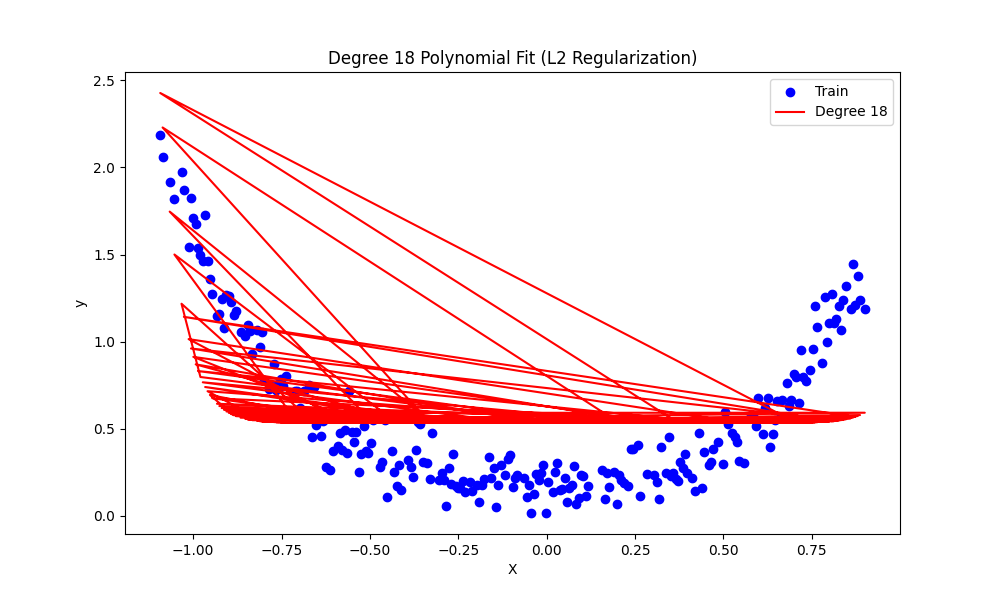 Degree 18 Polynomial Fit (L2 Regularization)
Train
Degree 18
2.5
2.0
1.5
1.0
0.5
0.0
y
−1.00 −0.75 −0.50 −0.25 0.00 0.25 0.50 0.75
X